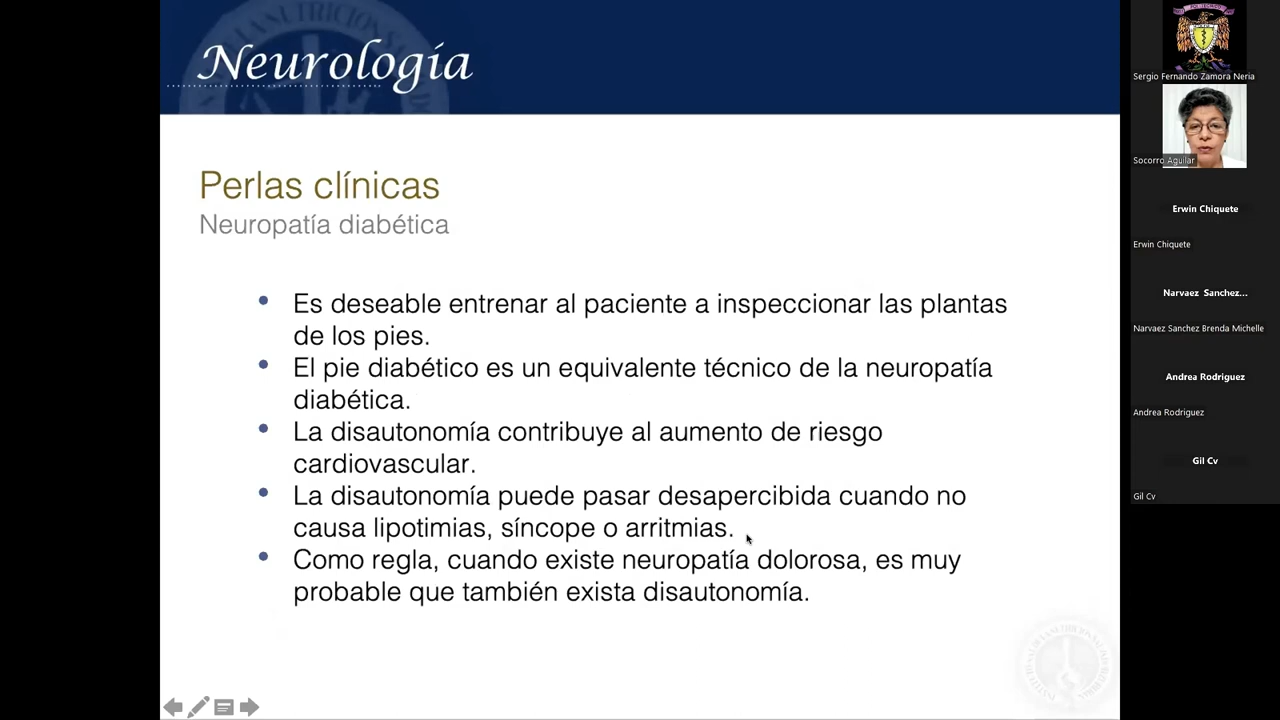 Neurología
Perlas clínicas
Neuropatía diabética
• Es deseable entrenar al paciente a inspeccionar las plantas
de los pies.
• El pie diabético es un equivalente técnico de la neuropatía
diabética.
• La disautonomía contribuye al aumento de riesgo
cardiovascular.
• La disautonomía puede pasar desapercibida cuando no
causa lipotimias, síncope o arritmias.
• Como regla, cuando existe neuropatía dolorosa, es muy
probable que también exista disautonomía.
Sergio Fernando Zamora Neria
Socorro Aguilar
Erwin Chiquete
Erwin Chiquete
Narvaez Sanchez...
Narvaez Sanchez Brenda Michelle
Andrea Rodriguez
Andrea Rodriguez
Gil Cv
Gil Cv